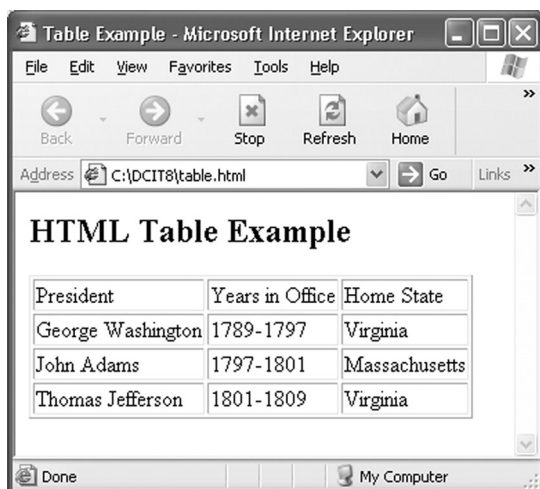 Table Example - Microsoft Internet Explorer
File Edit View Favorites Tools Help
Back Forward Stop Refresh Home »
Address C:\DCIT8\table.html Go Links »
HTML Table Example
President Years in Office Home State
George Washington 1789-1797 Virginia
John Adams 1797-1801 Massachusetts
Thomas Jefferson 1801-1809 Virginia
Done My Computer